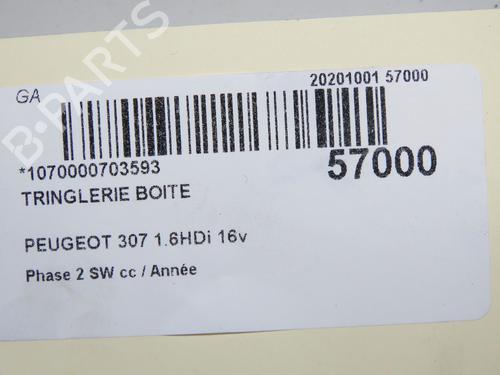 B-PARTS
GA
20201001 57000
*1070000703593
57000
TRINGLERIE BOITE
PEUGEOT 307 1.6HDi 16v
Phase 2 SW cc / Année